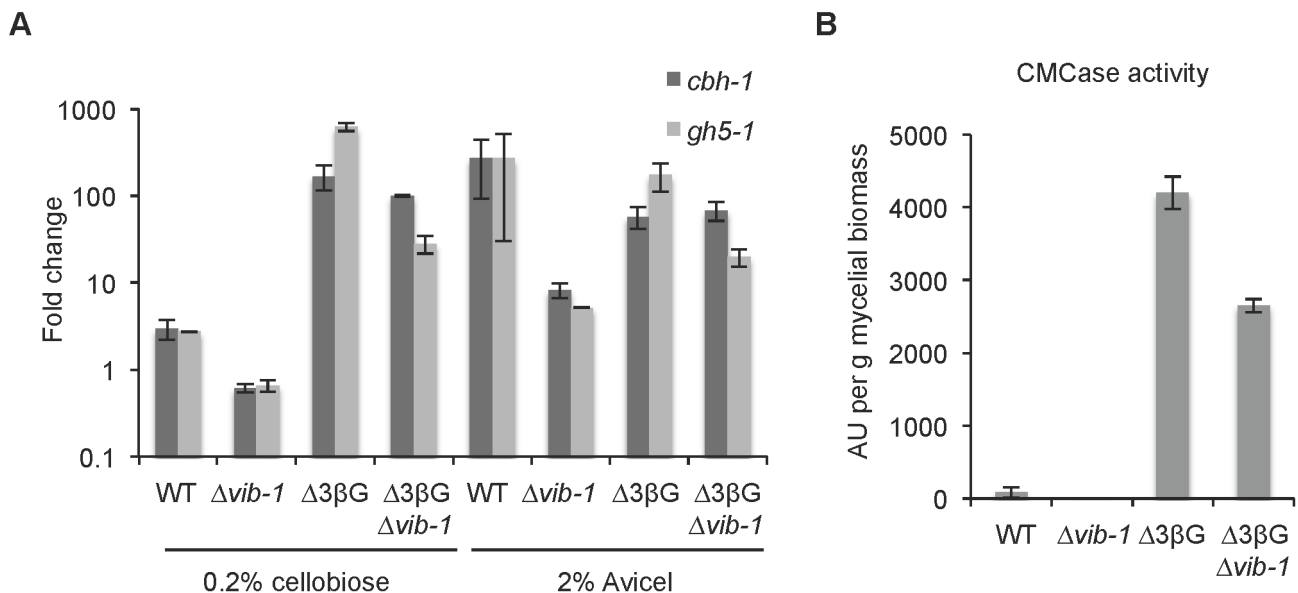 A
cbh-1
gh5-1
Fold change
1000
100
10
1
0.1
WT Δvib-1 Δ3βG Δ3βG WT Δvib-1 Δ3βG Δ3βG
Δvib-1 Δvib-1
0.2% cellobiose 2% Avicel
B
CMCase activity
AU per g mycelial biomass
5000
4000
3000
2000
1000
0
WT Δvib-1 Δ3βG Δ3βG
Δvib-1